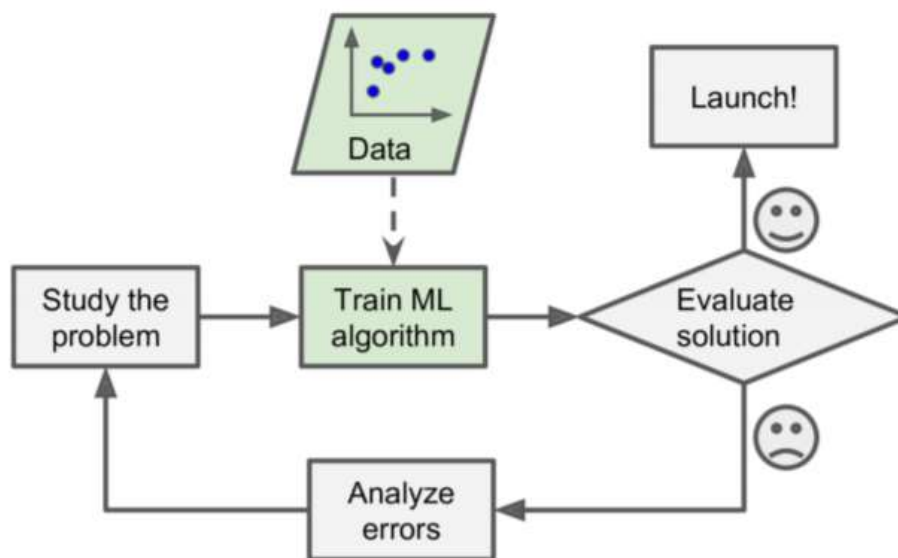 Data
Launch!
Study the
problem
Train ML
algorithm
Evaluate
solution
Analyze
errors